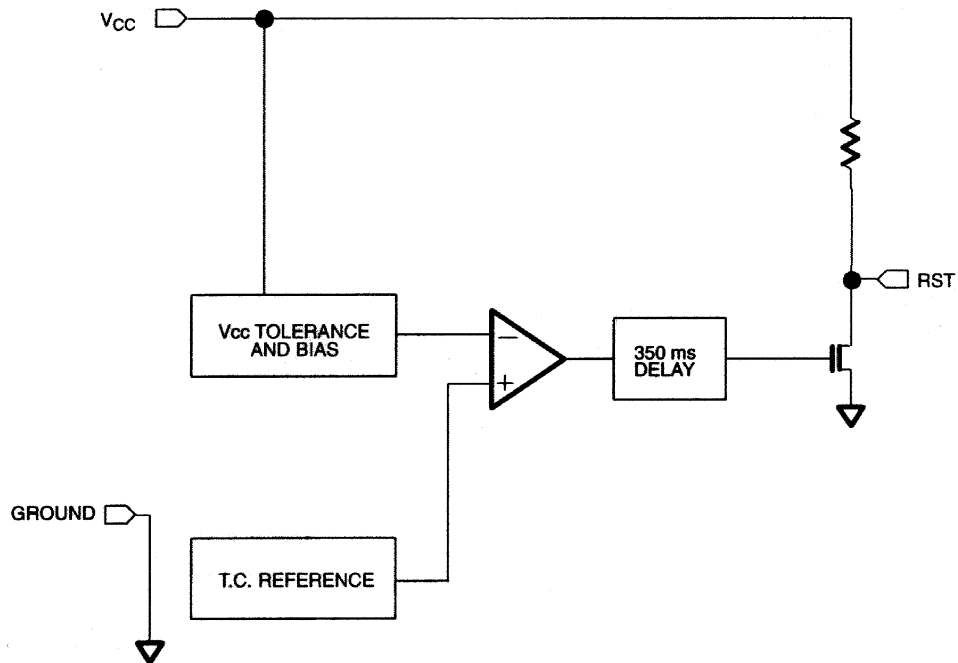 VCC
RST
Vcc TOLERANCE
AND BIAS
−
+
350 ms
DELAY
GROUND
T.C. REFERENCE